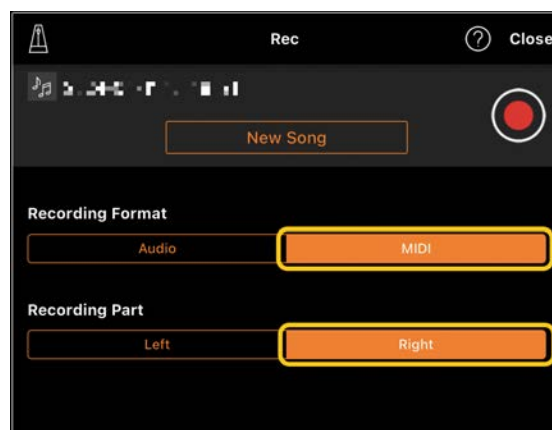 Rec
?
Close
New Song
Recording Format
Audio
MIDI
Recording Part
Left
Right